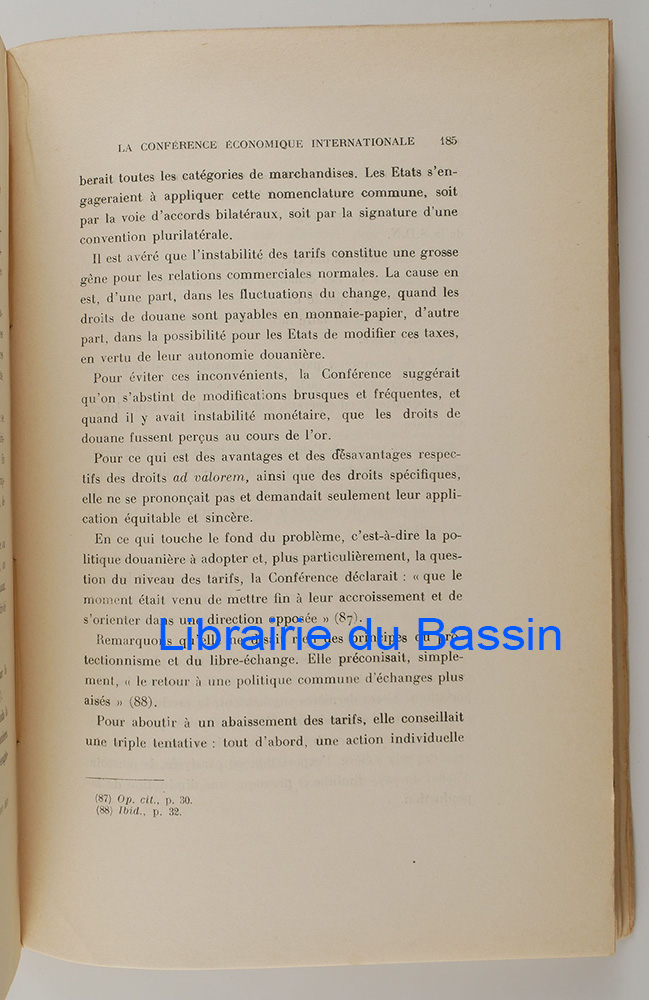 LA CONFÉRENCE ÉCONOMIQUE INTERNATIONALE 185
berait toutes les catégories de marchandises. Les Etats s'en-
gageraient à appliquer cette nomenclature commune, soit
par la voie d'accords bilatéraux, soit par la signature d'une
convention plurilatérale.
Il est avéré que l'instabilité des tarifs constitue une grosse
gêne pour les relations commerciales normales. La cause en
est, d'une part, dans les fluctuations du change, quand les
droits de douane sont payables en monnaie-papier, d'autre
part, dans la possibilité pour les Etats de modifier ces taxes,
en vertu de leur autonomie douanière.
Pour éviter ces inconvénients, la Conférence suggérait
qu'on s'abstint de modifications brusques et fréquentes, et
quand il y avait instabilité monétaire, que les droits de
douane fussent perçus au cours de l'or.
Pour ce qui est des avantages et des désavantages respec-
tifs des droits ad valorem, ainsi que des droits spécifiques,
elle ne se prononçait pas et demandait seulement leur appli-
cation équitable et sincère.
En ce qui touche le fond du problème, c'est-à-dire la po-
litique douanière à adopter et, plus particulièrement, la ques-
tion du niveau des tarifs, la Conférence déclarait : « que le
moment était venu de mettre fin à leur accroissement et de
s'orienter dans une direction opposée » (87).
Remarquons qu'elle ne disait rien des principes du pro-
tectionnisme et du libre-échange. Elle préconisait, simple-
ment, « le retour à une politique commune d'échanges plus
aisés » (88).
Pour aboutir à un abaissement des tarifs, elle conseillait
une triple tentative : tout d'abord, une action individuelle
(87) Op. cit., p. 30.
(88) Ibid., p. 32.
Librairie du Bassin